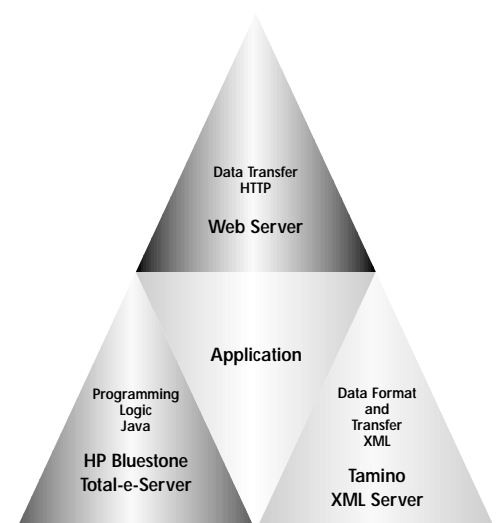 Data Transfer
HTTP
Web Server
Application
Programming
Logic
Java
HP Bluestone
Total-e-Server
Data Format
and
Transfer
XML
Tamino
XML Server